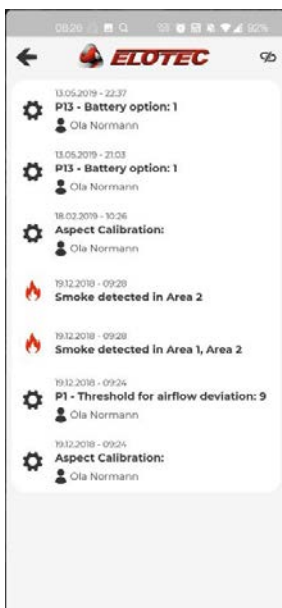 08:26 92%
ELOTEC
13.05.2019 - 22:37
P13 - Battery option: 1
Ola Normann
13.05.2019 - 21:03
P13 - Battery option: 1
Ola Normann
18.02.2019 - 10:26
Aspect Calibration:
Ola Normann
19.12.2018 - 09:28
Smoke detected in Area 2
19.12.2018 - 09:28
Smoke detected in Area 1, Area 2
19.12.2018 - 09:24
P1 - Threshold for airflow deviation: 9
Ola Normann
19.12.2018 - 09:24
Aspect Calibration:
Ola Normann